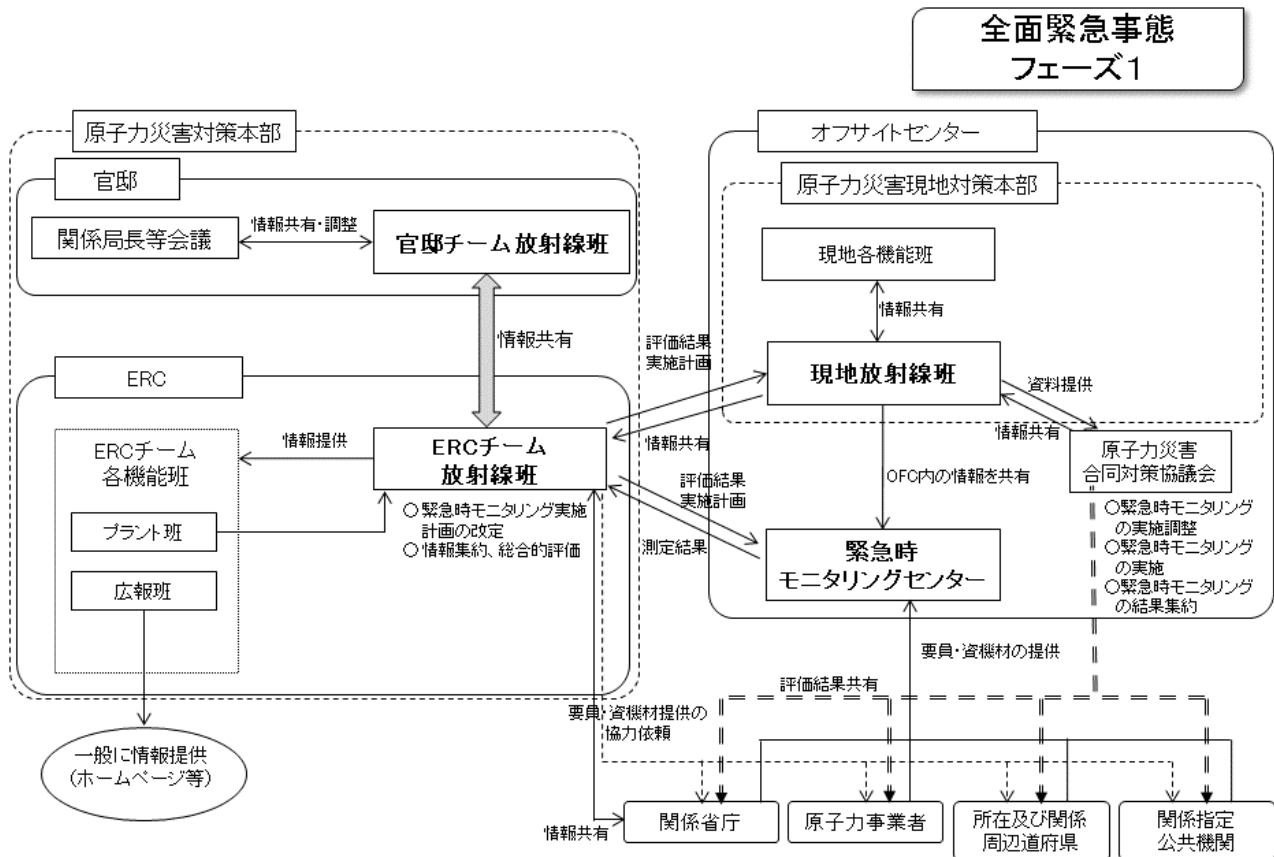 全面緊急事態
フェーズ1
原子力災害対策本部
官邸
関係局長等会議
情報共有・調整
官邸チーム放射線班
情報共有
ERC
ERCチーム
各機能班
情報提供
ERCチーム
放射線班
プラント班
広報班
○緊急時モニタリング実施
計画の改定
○情報集約、総合的評価
一般に情報提供
(ホームページ等)
評価結果
実施計画
情報共有
評価結果
実施計画
測定結果
オフサイトセンター
原子力災害現地対策本部
現地各機能班
情報共有
現地放射線班
資料提供
情報共有
原子力災害
合同対策協議会
OFC内の情報を共有
○緊急時モニタリング
の実施調整
○緊急時モニタリング
の実施
○緊急時モニタリング
の結果集約
緊急時
モニタリングセンター
要員・資機材の提供
評価結果共有
要員・資機材提供の
協力依頼
情報共有
関係省庁
原子力事業者
所在及び関係
周辺道府県
関係指定
公共機関